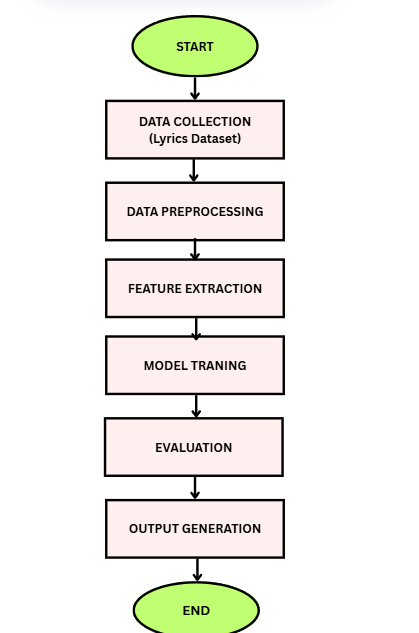 START
DATA COLLECTION
(Lyrics Dataset)
DATA PREPROCESSING
FEATURE EXTRACTION
MODEL TRANING
EVALUATION
OUTPUT GENERATION
END